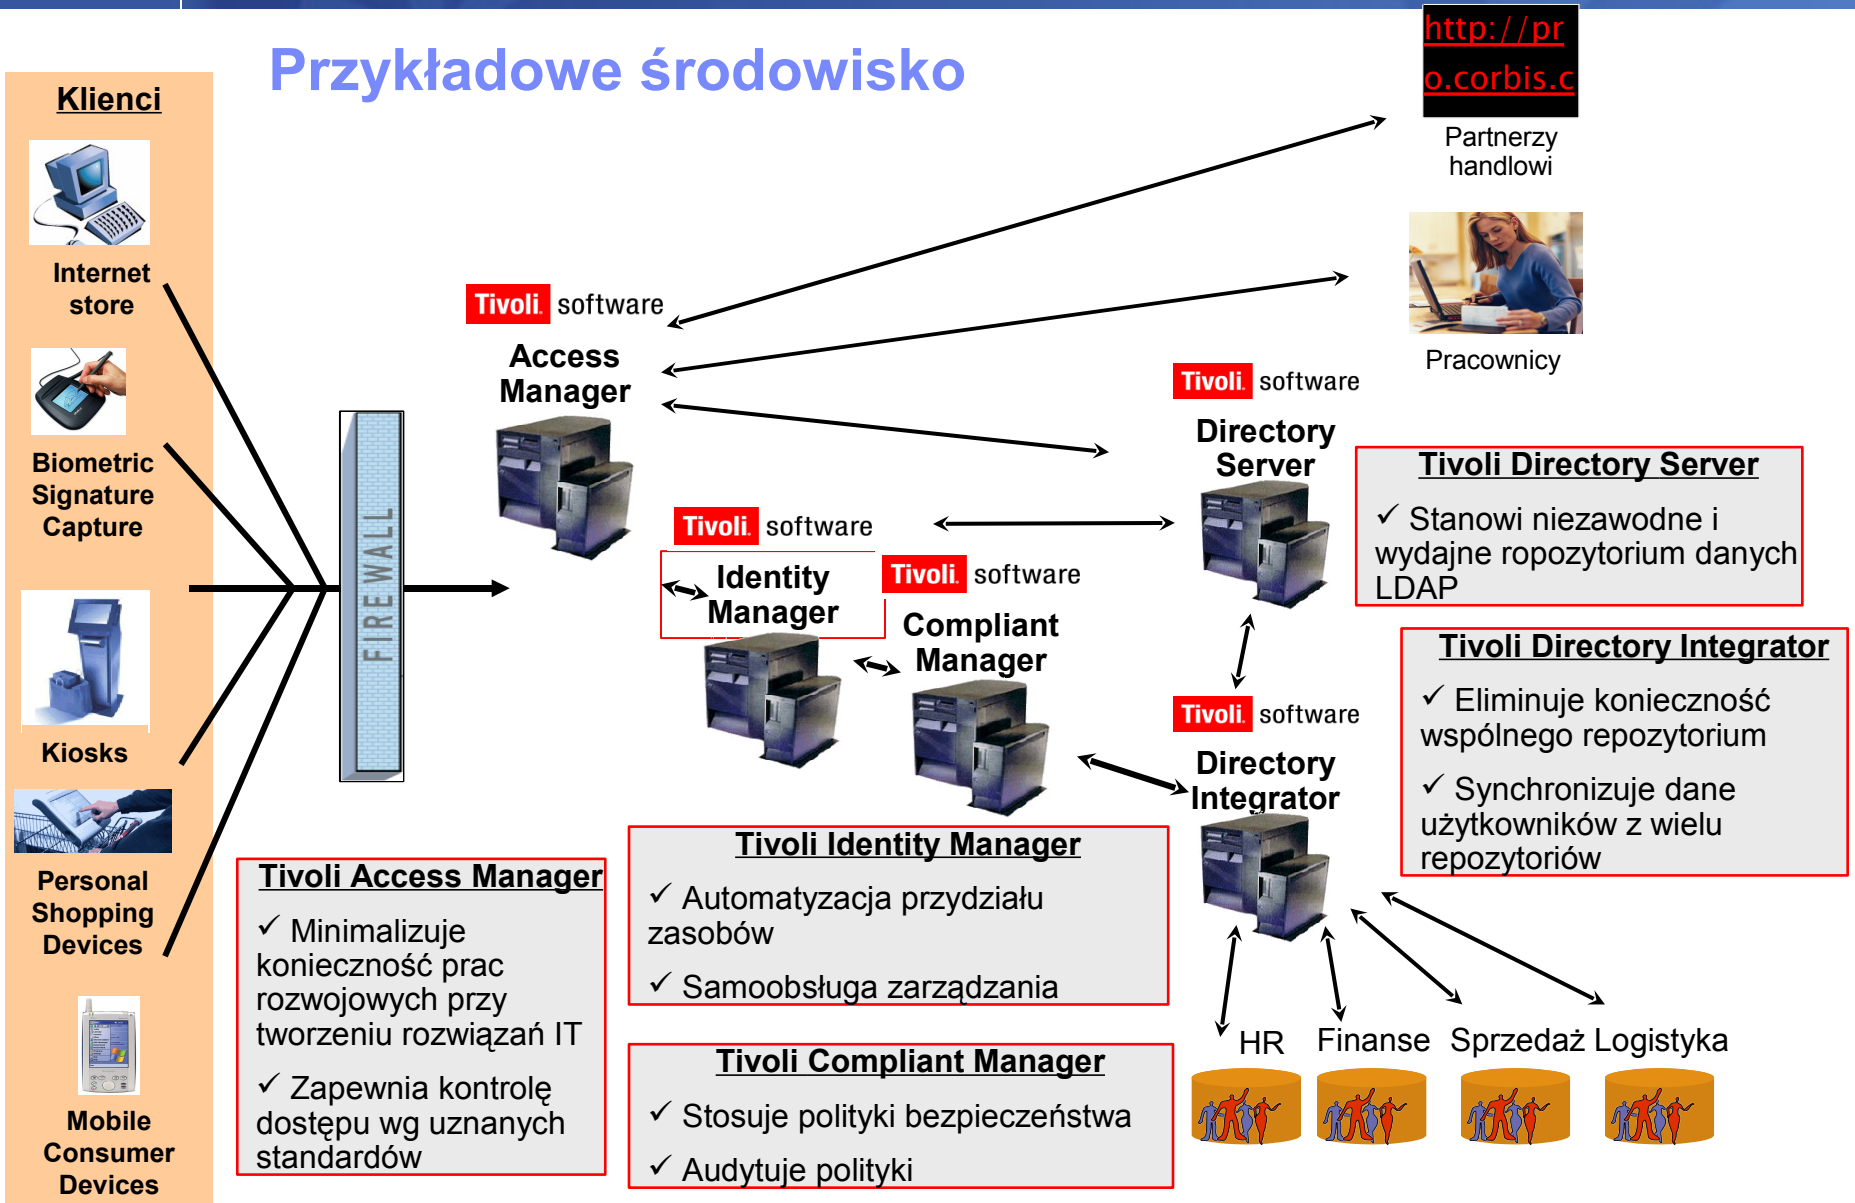 Przykładowe środowisko
http://pr
o.corbis.c
Partnerzy
handlowi
Pracownicy
Klienci
Internet
store
Biometric
Signature
Capture
Kiosks
Personal
Shopping
Devices
Mobile
Consumer
Devices
FIREWALL
Tivoli. software
Access
Manager
Tivoli. software
Identity
Manager
Tivoli. software
Compliant
Manager
Tivoli. software
Directory
Server
Tivoli. software
Directory
Integrator
Tivoli Directory Server
✓ Stanowi niezawodne i
wydajne ropozytorium danych
LDAP
Tivoli Directory Integrator
✓ Eliminuje konieczność
wspólnego repozytorium
✓ Synchronizuje dane
użytkowników z wielu
repozytoriów
Tivoli Access Manager
✓ Minimalizuje
konieczność prac
rozwojowych przy
tworzeniu rozwiązań IT
✓ Zapewnia kontrolę
dostępu wg uznanych
standardów
Tivoli Identity Manager
✓ Automatyzacja przydziału
zasobów
✓ Samoobsługa zarządzania
Tivoli Compliant Manager
✓ Stosuje polityki bezpieczeństwa
✓ Audytuje polityki
HR Finanse Sprzedaż Logistyka